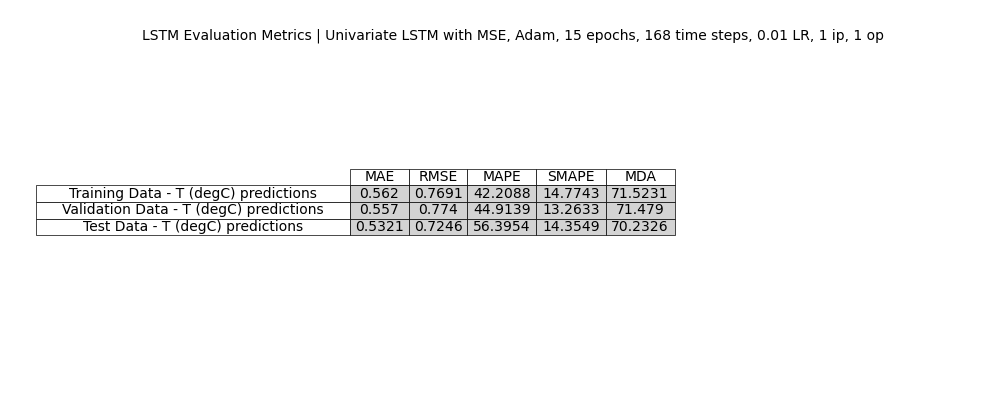 LSTM Evaluation Metrics | Univariate LSTM with MSE, Adam, 15 epochs, 168 time steps, 0.01 LR, 1 ip, 1 op
MAE RMSE MAPE SMAPE MDA
Training Data - T (degC) predictions 0.562 0.7691 42.2088 14.7743 71.5231
Validation Data - T (degC) predictions 0.557 0.774 44.9139 13.2633 71.479
Test Data - T (degC) predictions 0.5321 0.7246 56.3954 14.3549 70.2326